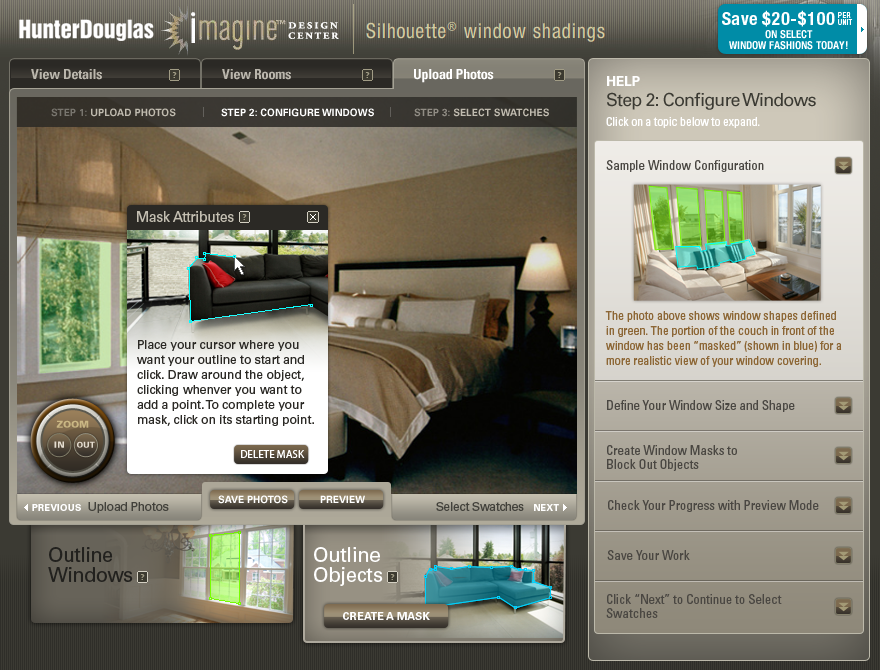 HunterDouglas imagine™ DESIGN CENTER
Silhouette® window shadings
Save $20-$100 PER UNIT
ON SELECT
WINDOW FASHIONS TODAY!
View Details ?
View Rooms ?
Upload Photos ?
STEP 1: UPLOAD PHOTOS
STEP 2: CONFIGURE WINDOWS
STEP 3: SELECT SWATCHES
Mask Attributes ?
Place your cursor where you
want your outline to start and
click. Draw around the object,
clicking whenver you want to
add a point. To complete your
mask, click on its starting point.
DELETE MASK
ZOOM
IN OUT
PREVIOUS Upload Photos
SAVE PHOTOS
PREVIEW
Select Swatches NEXT
Outline
Windows ?
Outline
Objects ?
CREATE A MASK
HELP
Step 2: Configure Windows
Click on a topic below to expand.
Sample Window Configuration
The photo above shows window shapes defined
in green. The portion of the couch in front of the
window has been “masked” (shown in blue) for a
more realistic view of your window covering.
Define Your Window Size and Shape
Create Window Masks to
Block Out Objects
Check Your Progress with Preview Mode
Save Your Work
Click “Next” to Continue to Select
Swatches